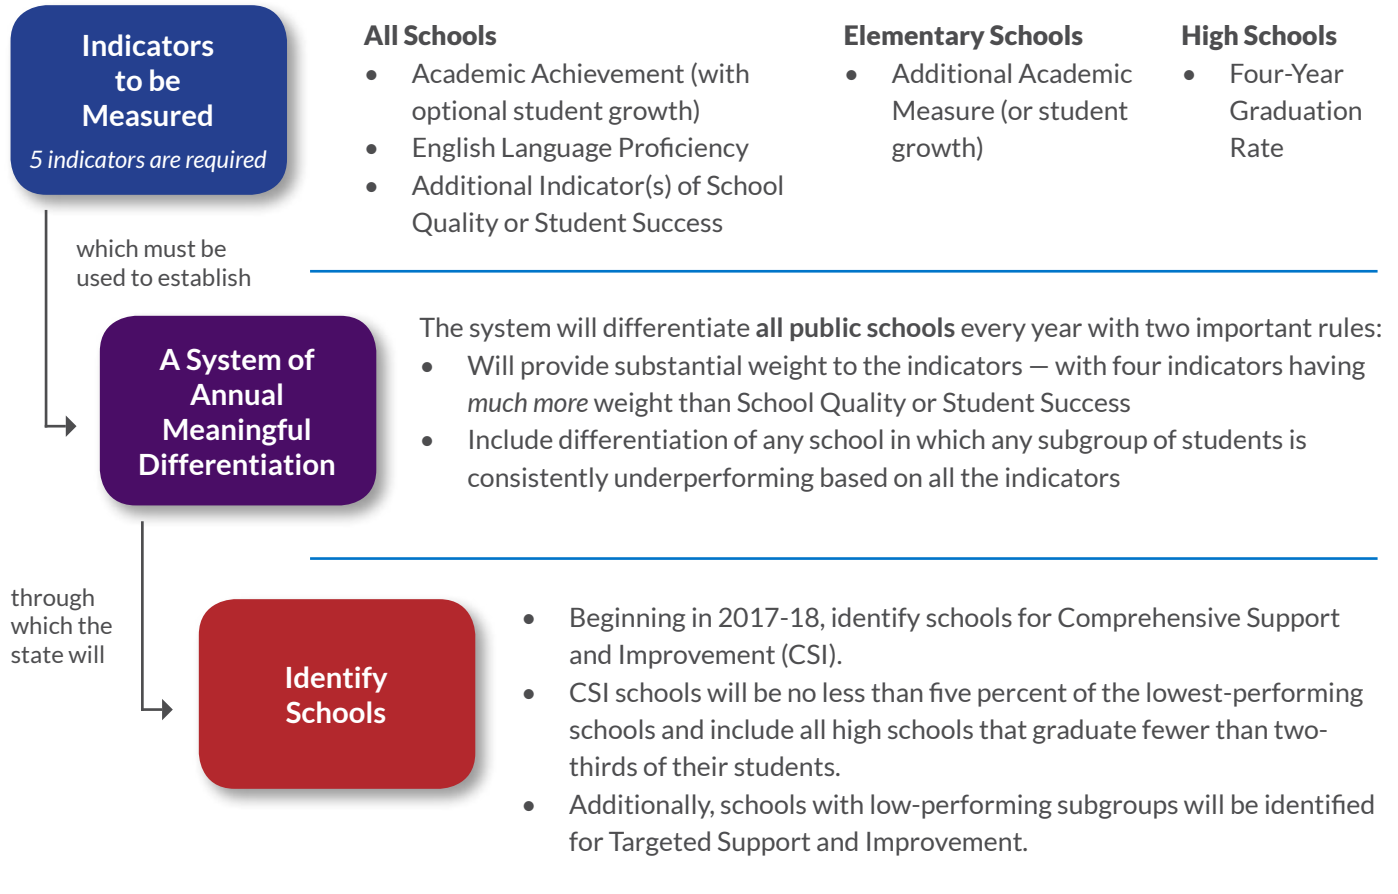 Indicators
to be
Measured
5 indicators are required
All Schools
• Academic Achievement (with
optional student growth)
• English Language Proficiency
• Additional Indicator(s) of School
Quality or Student Success
Elementary Schools
• Additional Academic
Measure (or student
growth)
High Schools
• Four-Year
Graduation
Rate
which must be
used to establish
A System of
Annual
Meaningful
Differentiation
The system will differentiate all public schools every year with two important rules:
• Will provide substantial weight to the indicators — with four indicators having
much more weight than School Quality or Student Success
• Include differentiation of any school in which any subgroup of students is
consistently underperforming based on all the indicators
through
which the
state will
Identify
Schools
• Beginning in 2017-18, identify schools for Comprehensive Support
and Improvement (CSI).
• CSI schools will be no less than five percent of the lowest-performing
schools and include all high schools that graduate fewer than two-
thirds of their students.
• Additionally, schools with low-performing subgroups will be identified
for Targeted Support and Improvement.